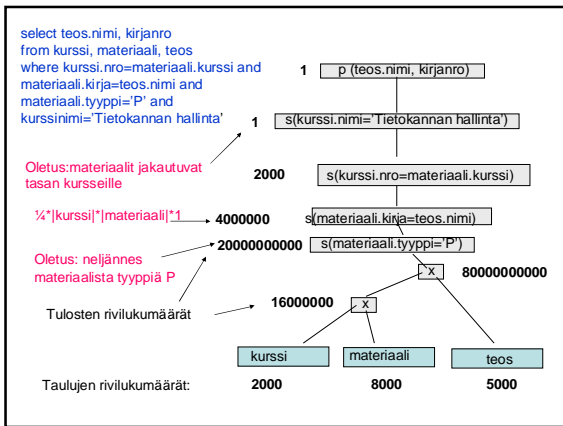 select teos.nimi, kirjanro
from kurssi, materiaali, teos
where kurssi.nro=materiaali.kurssi and
materiaali.kirja=teos.nimi and
materiaali.tyyppi='P' and
kurssinimi='Tietokannan hallinta'
1
p (teos.nimi, kirjanro)
1
s(kurssi.nimi='Tietokannan hallinta')
Oletus:materiaalit jakautuvat
tasan kursseille
2000
s(kurssi.nro=materiaali.kurssi)
¼*|kurssi|*|materiaali|*1
4000000
s(materiaali.kirja=teos.nimi)
20000000000
s(materiaali.tyyppi='P')
Oletus: neljännes
materiaalista tyyppiä P
x
80000000000
Tulosten rivilukumäärät
16000000
x
kurssi
materiaali
teos
Taulujen rivilukumäärät:
2000
8000
5000